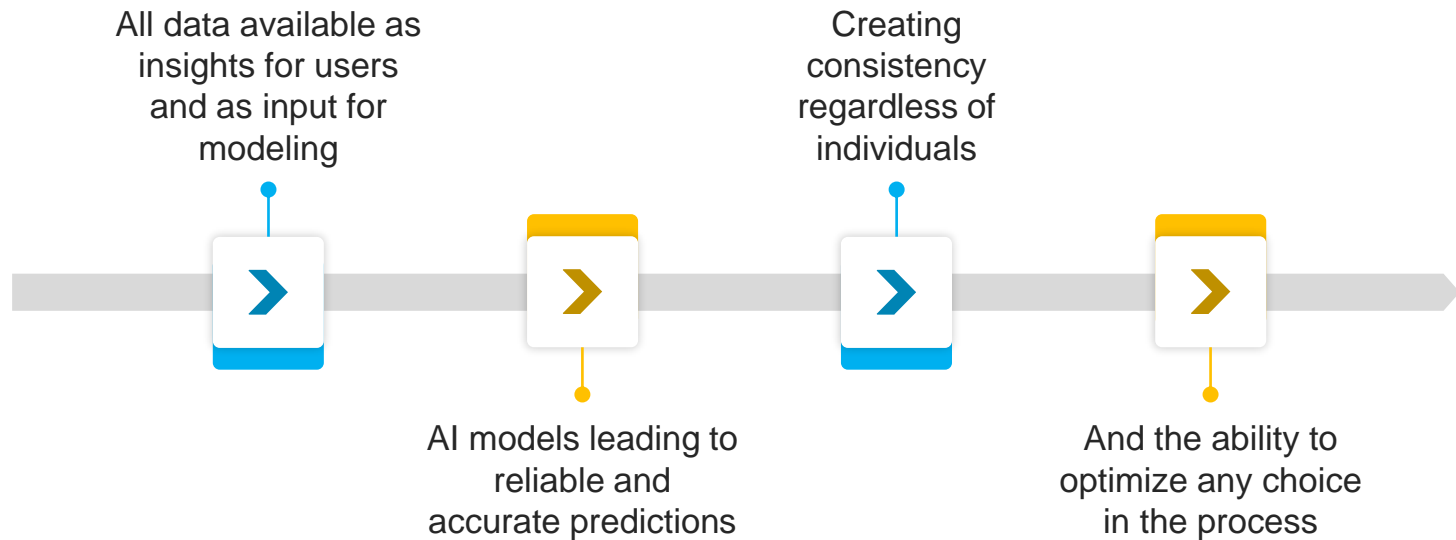 All data available as
insights for users
and as input for
modeling
AI models leading to
reliable and
accurate predictions
Creating
consistency
regardless of
individuals
And the ability to
optimize any choice
in the process